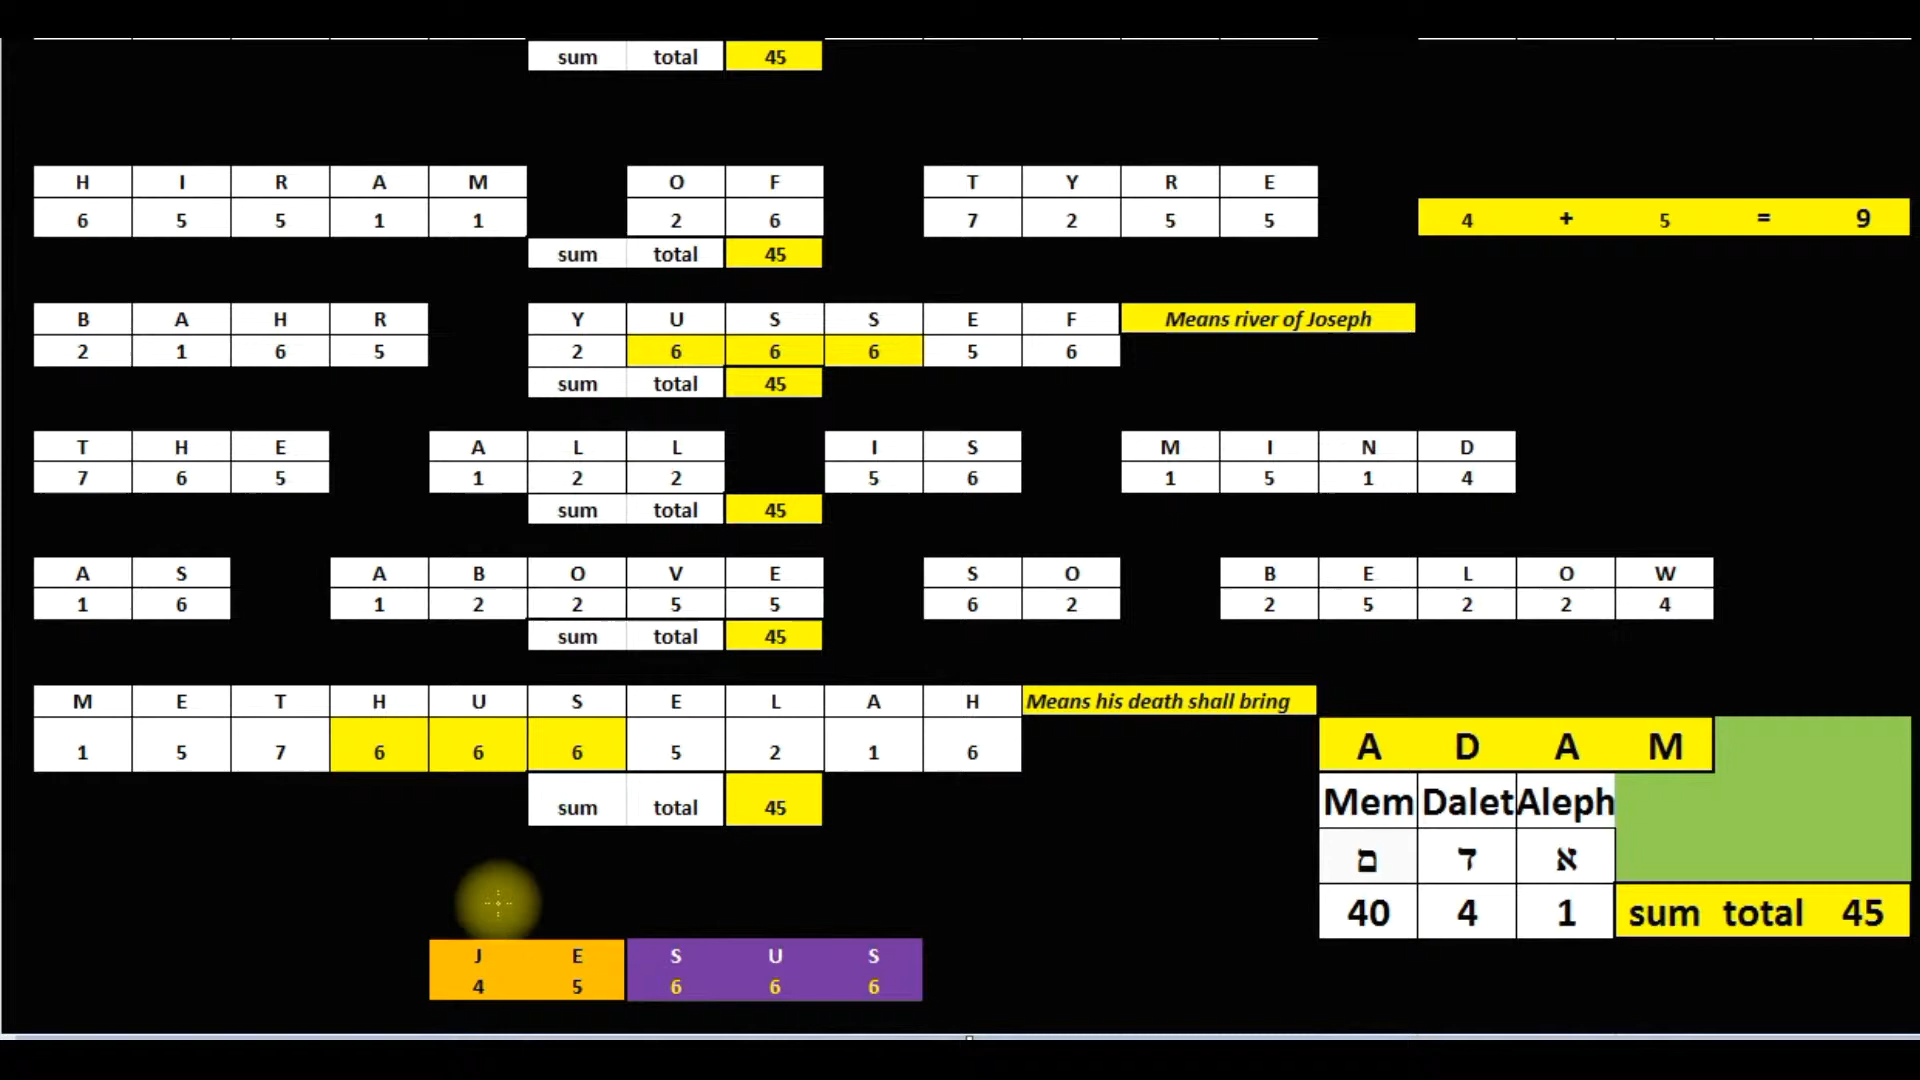 sum total 45
H I R A M O F T Y R E
6 5 5 1 1 2 6 7 2 5 5 4 + 5 = 9
sum total 45
B A H R Y U S S E F Means river of Joseph
2 1 6 5 2 6 6 6 5 6
sum total 45
T H E A L L I S M I N D
7 6 5 1 2 2 5 6 1 5 1 4
sum total 45
A S A B O V E S O B E L O W
1 6 1 2 2 5 5 6 2 2 5 2 2 4
sum total 45
M E T H U S E L A H Means his death shall bring
1 5 7 6 6 6 5 2 1 6
sum total 45
A D A M
Mem Dalet Aleph
ם ד א
40 4 1 sum total 45
J E S U S
4 5 6 6 6